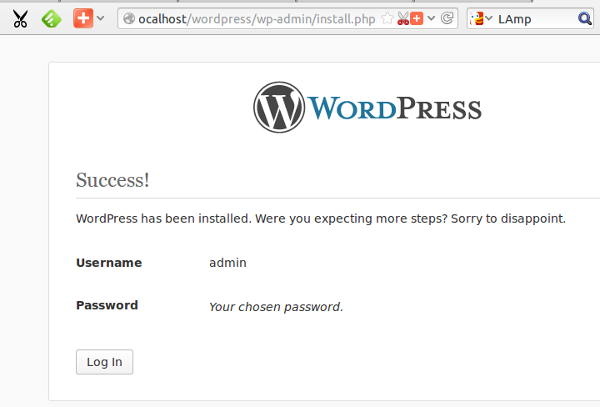 ocalhost/wordpress/wp-admin/install.php
LAmp
WORDPRESS
Success!
WordPress has been installed. Were you expecting more steps? Sorry to disappoint.
Username admin
Password Your chosen password.
Log In